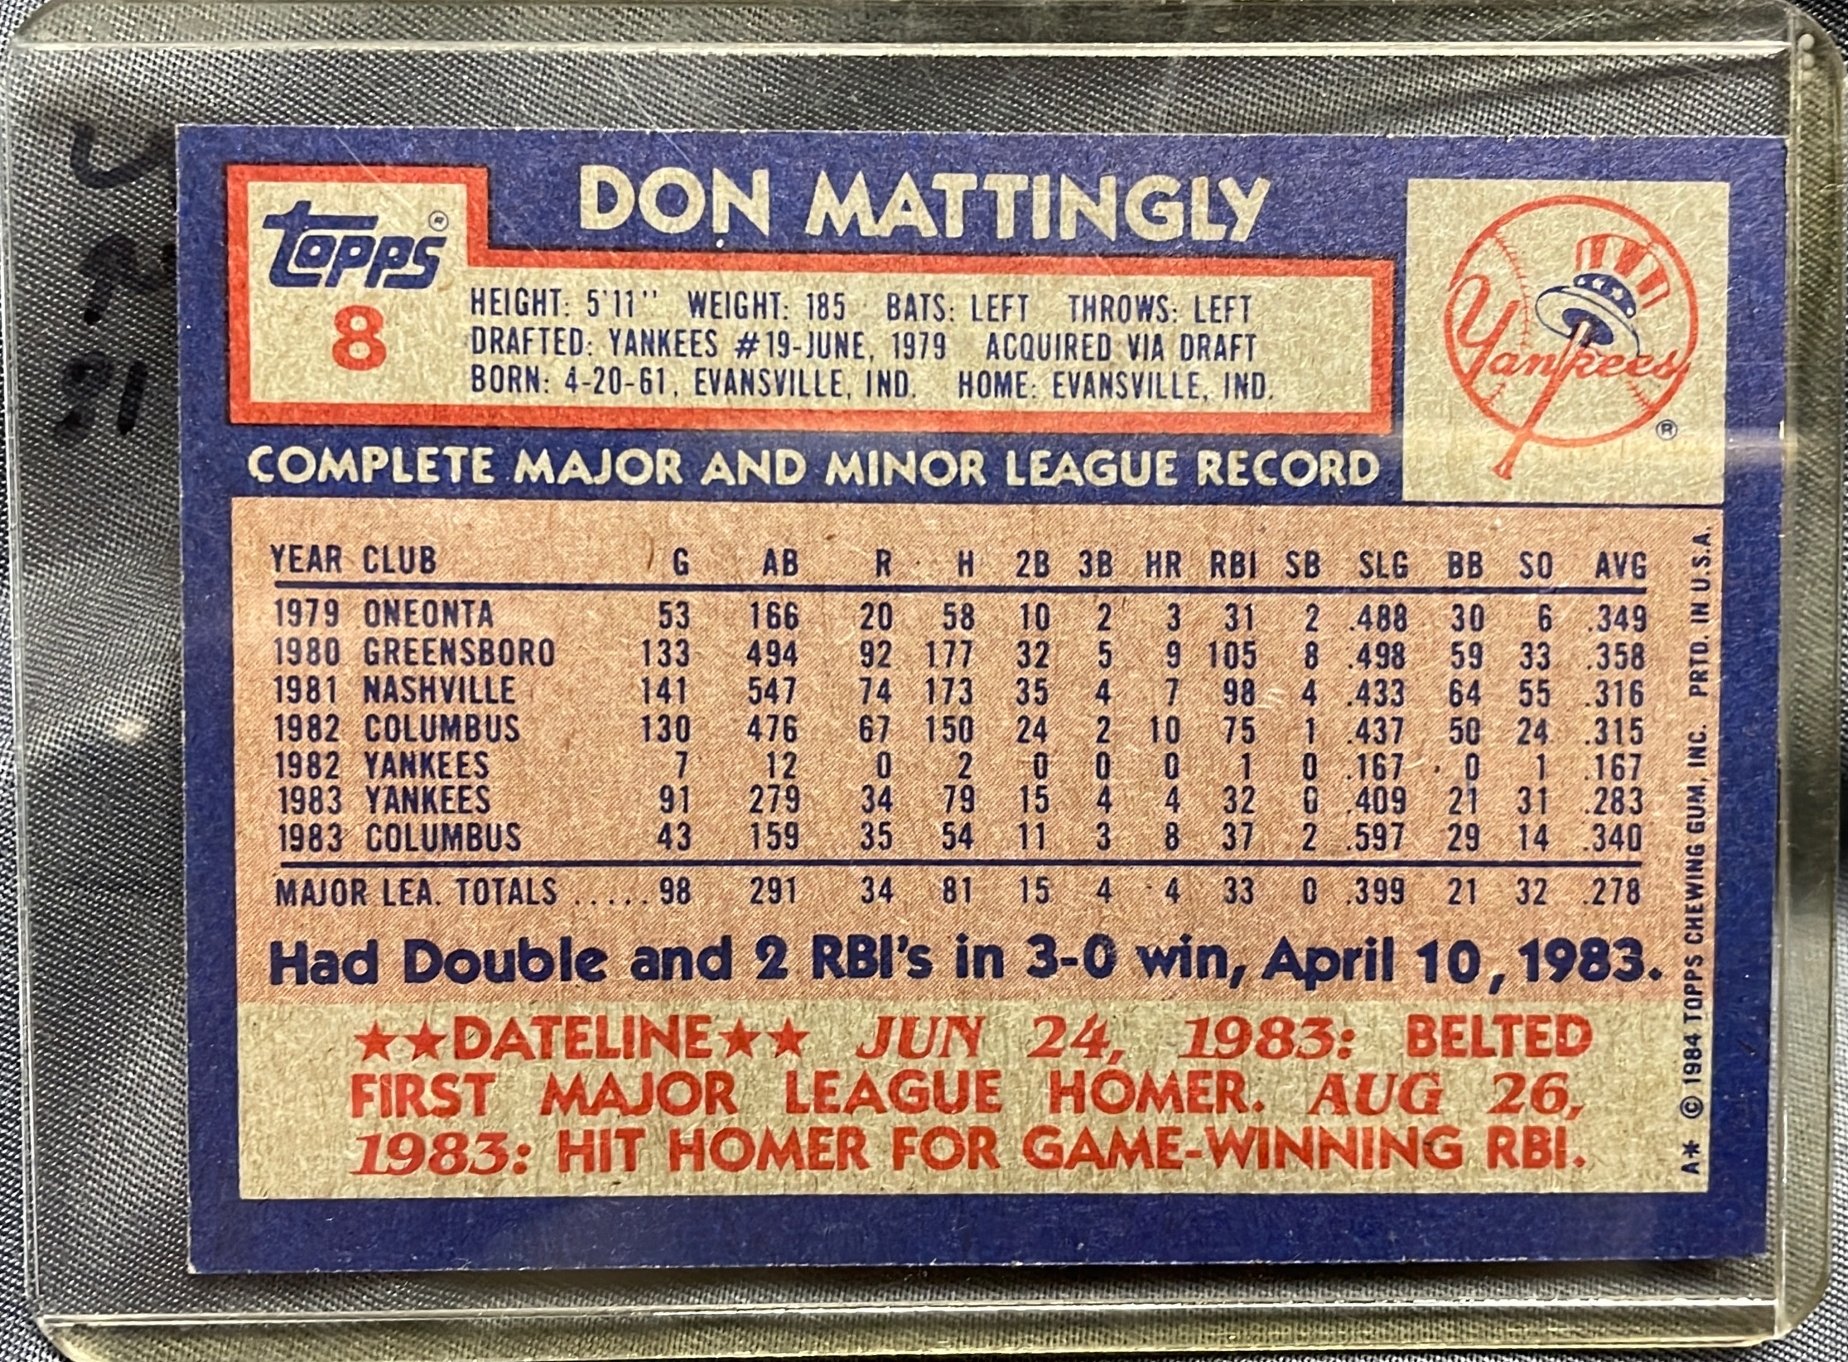 DON MATTINGLY
Topps ®
8
HEIGHT: 5'11" WEIGHT: 185 BATS: LEFT THROWS: LEFT
DRAFTED: YANKEES #19-JUNE, 1979 ACQUIRED VIA DRAFT
BORN: 4-20-61, EVANSVILLE, IND. HOME: EVANSVILLE, IND.
Yankees ®
COMPLETE MAJOR AND MINOR LEAGUE RECORD
YEAR CLUB G AB R H 2B 3B HR RBI SB SLG BB SO AVG
1979 ONEONTA 53 166 20 58 10 2 3 31 2 .488 30 6 .349
1980 GREENSBORO 133 494 92 177 32 5 9 105 8 .498 59 33 .358
1981 NASHVILLE 141 547 74 173 35 4 7 98 4 .433 64 55 .316
1982 COLUMBUS 130 476 67 150 24 2 10 75 1 .437 50 24 .315
1982 YANKEES 7 12 0 2 0 0 0 1 0 .167 0 1 .167
1983 YANKEES 91 279 34 79 15 4 4 32 0 .409 21 31 .283
1983 COLUMBUS 43 159 35 54 11 3 8 37 2 .597 29 14 .340
MAJOR LEA. TOTALS ..... 98 291 34 81 15 4 4 33 0 .399 21 32 .278
Had Double and 2 RBI's in 3-0 win, April 10, 1983.
★★DATELINE★★ JUN 24, 1983: BELTED
FIRST MAJOR LEAGUE HOMER. AUG 26,
1983: HIT HOMER FOR GAME-WINNING RBI.
A* © 1984 TOPPS CHEWING GUM, INC. PRTD. IN U.S.A.